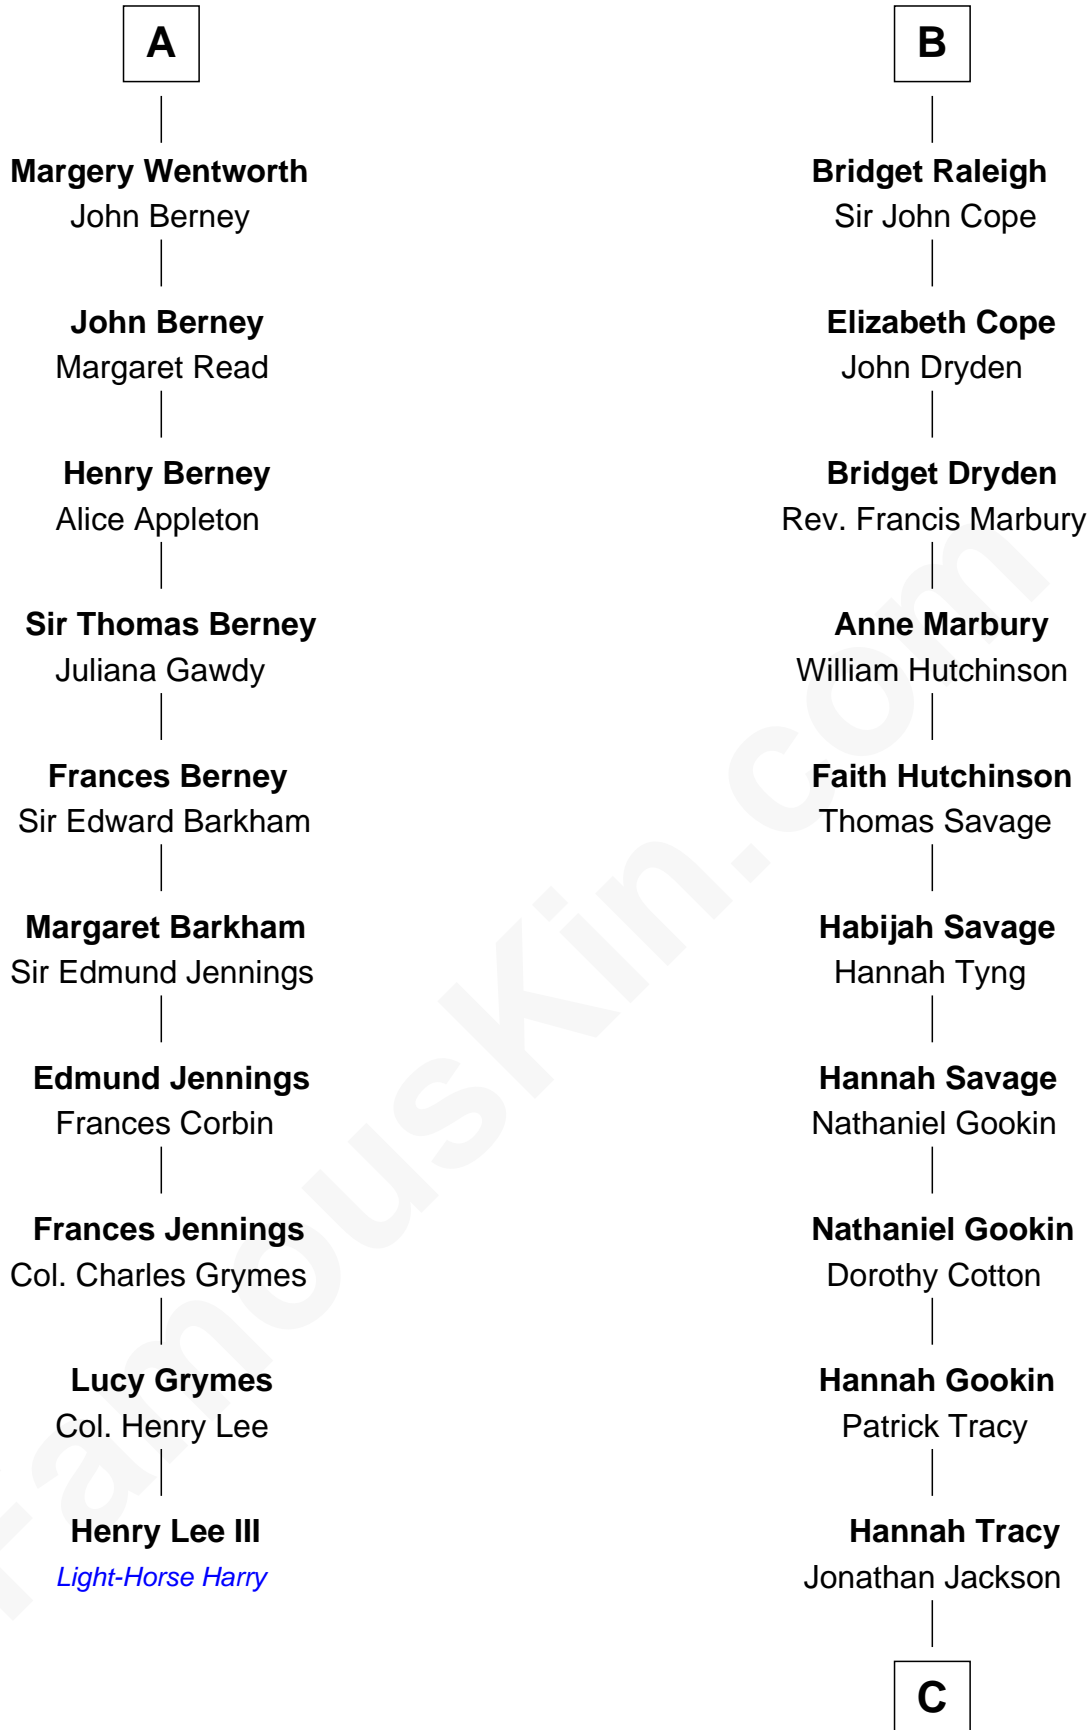 A
Margery Wentworth
John Berney
John Berney
Margaret Read
Henry Berney
Alice Appleton
Sir Thomas Berney
Juliana Gawdy
Frances Berney
Sir Edward Barkham
Margaret Barkham
Sir Edmund Jennings
Edmund Jennings
Frances Corbin
Frances Jennings
Col. Charles Grymes
Lucy Grymes
Col. Henry Lee
Henry Lee III
Light-Horse Harry
B
Bridget Raleigh
Sir John Cope
Elizabeth Cope
John Dryden
Bridget Dryden
Rev. Francis Marbury
Anne Marbury
William Hutchinson
Faith Hutchinson
Thomas Savage
Habijah Savage
Hannah Tyng
Hannah Savage
Nathaniel Gookin
Nathaniel Gookin
Dorothy Cotton
Hannah Gookin
Patrick Tracy
Hannah Tracy
Jonathan Jackson
C
FamousKin.com